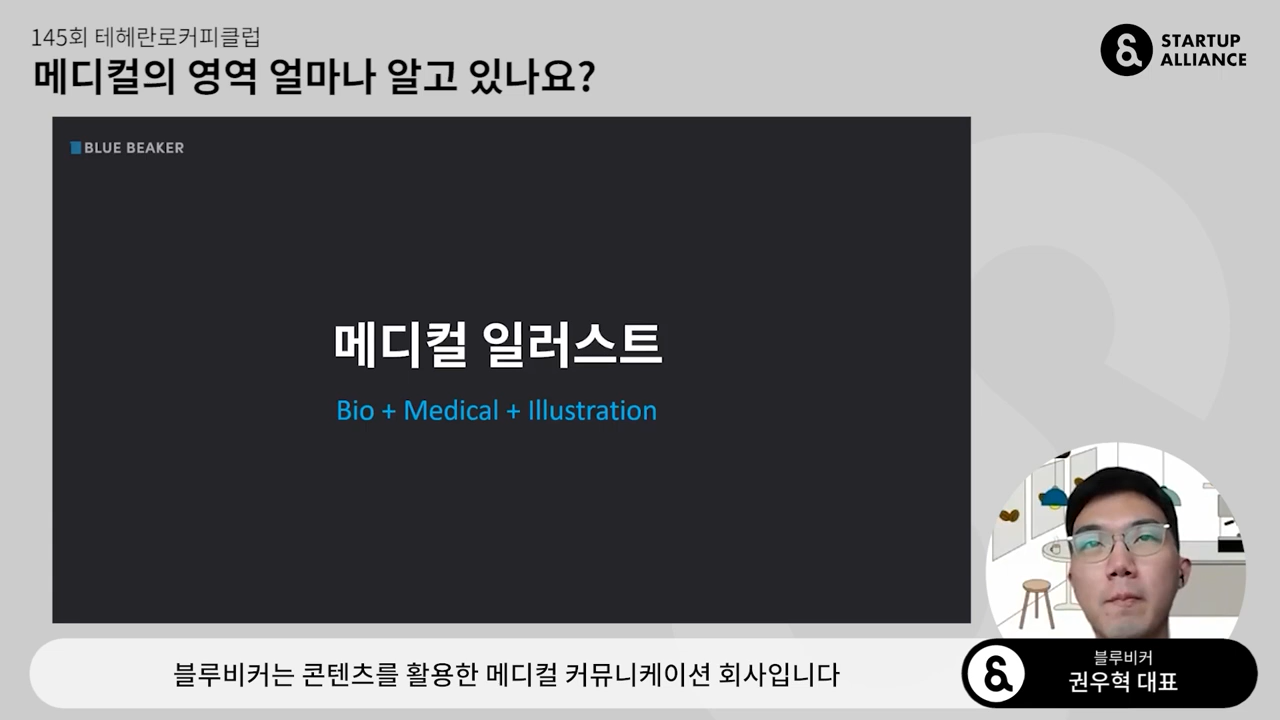 145회 테헤란로커피클럽
메디컬의 영역 얼마나 알고 있나요?
STARTUP
ALLIANCE
BLUE BEAKER
메디컬 일러스트
Bio + Medical + Illustration
블루비커는 콘텐츠를 활용한 메디컬 커뮤니케이션 회사입니다
블루비커
권우혁 대표